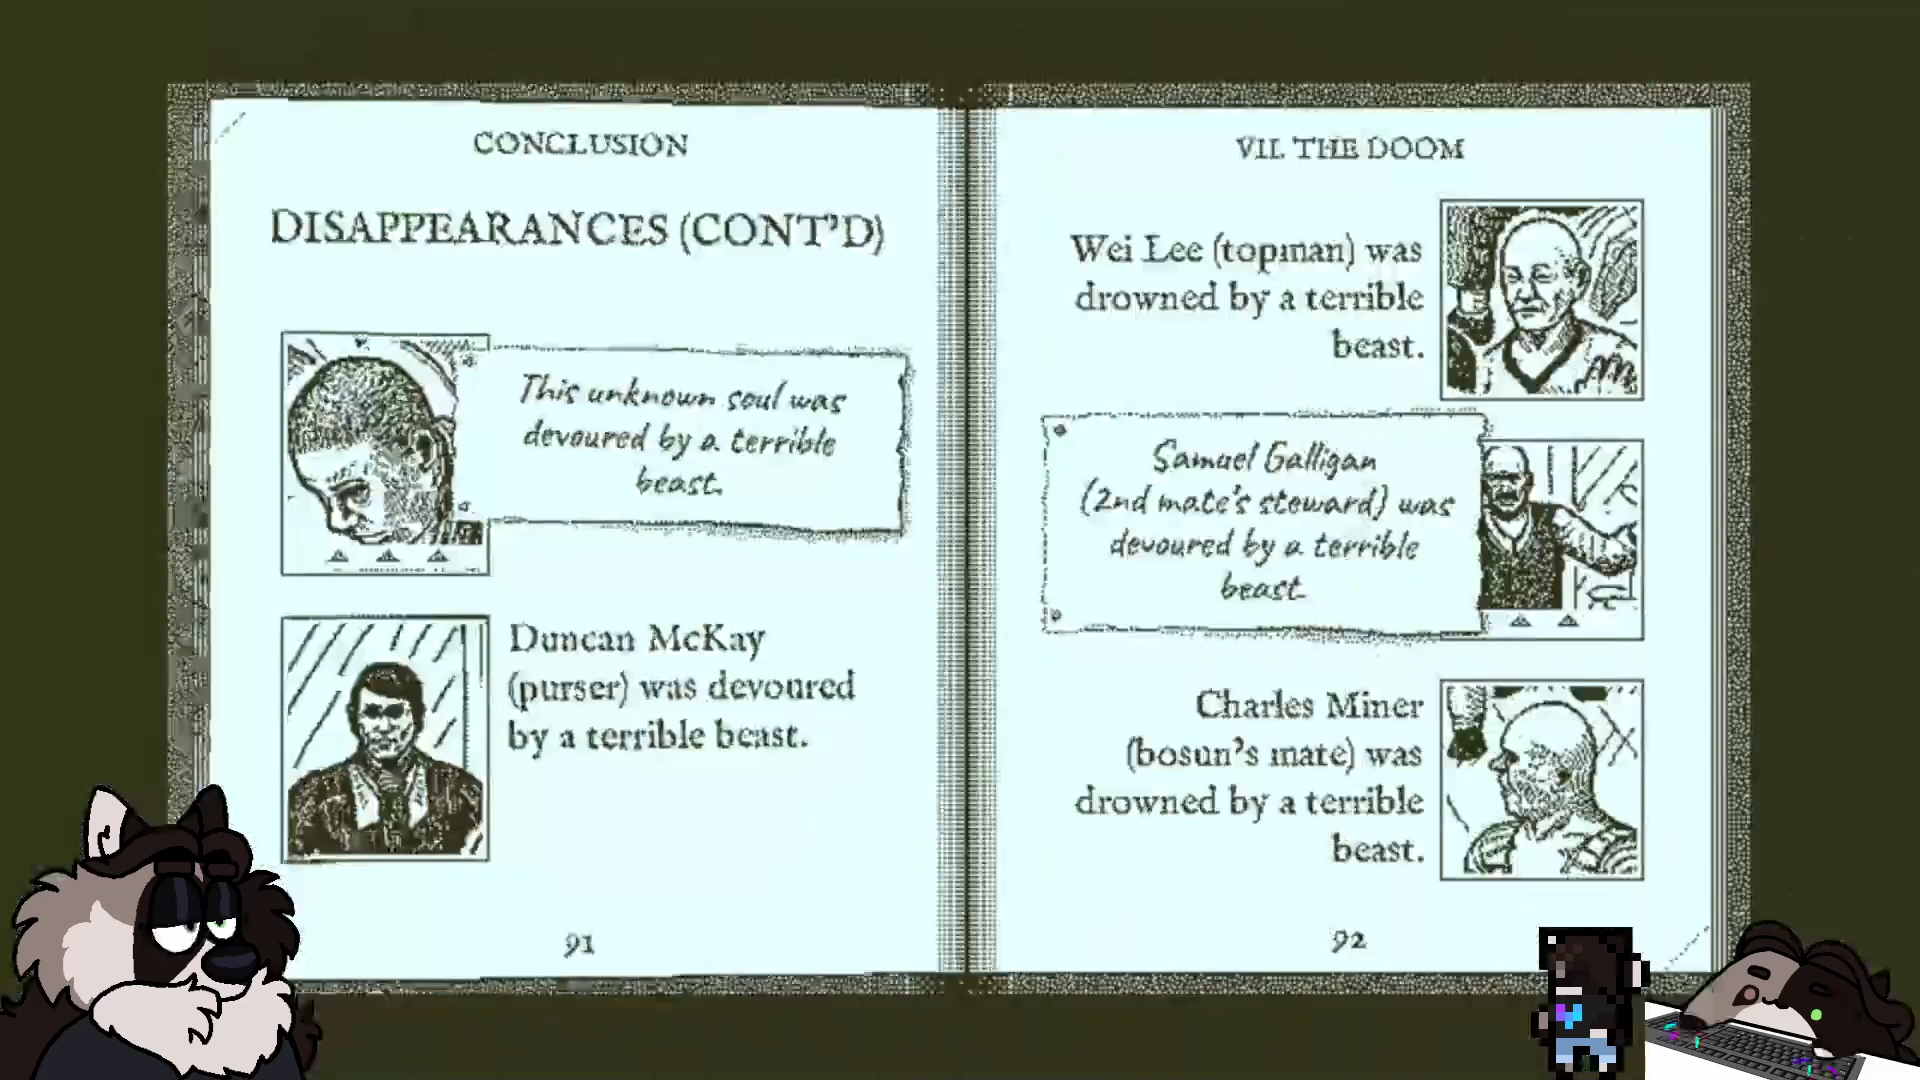 CONCLUSION
DISAPPEARANCES (CONT'D)
This unknown soul was
devoured by a terrible
beast.
Duncan McKay
(purser) was devoured
by a terrible beast.
91
VII. THE DOOM
Wei Lee (topman) was
drowned by a terrible
beast.
Samuel Galligan
(2nd mate's steward) was
devoured by a terrible
beast.
Charles Miner
(bosun's mate) was
drowned by a terrible
beast.
92